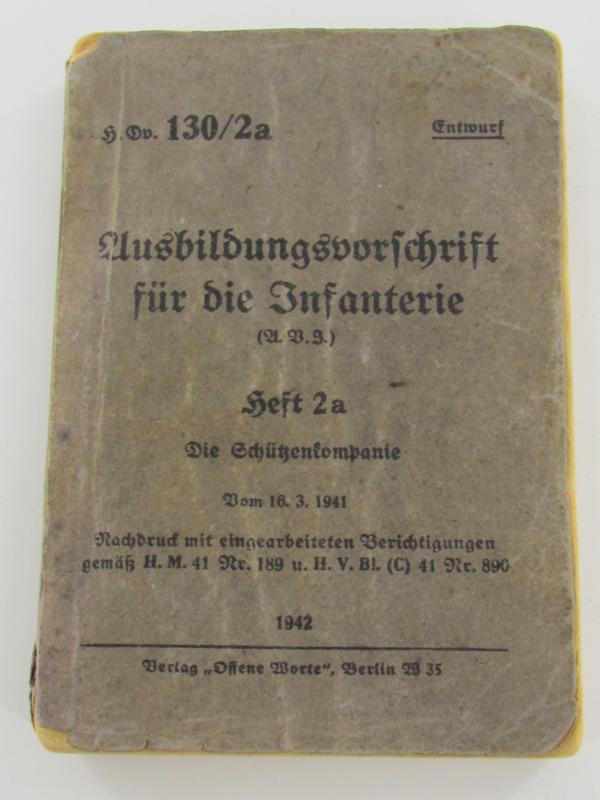 H.Dv. 130/2a
Entwurf
Ausbildungsvorschrift
für die Infanterie
(A. V. I.)
Heft 2a
Die Schützenkompanie
Vom 16. 3. 1941
Nachdruck mit eingearbeiteten Berichtigungen
gemäß H. M. 41 Nr. 189 u. H. V. Bl. (C) 41 Nr. 890
1942
Verlag „Offene Worte“, Berlin W 35